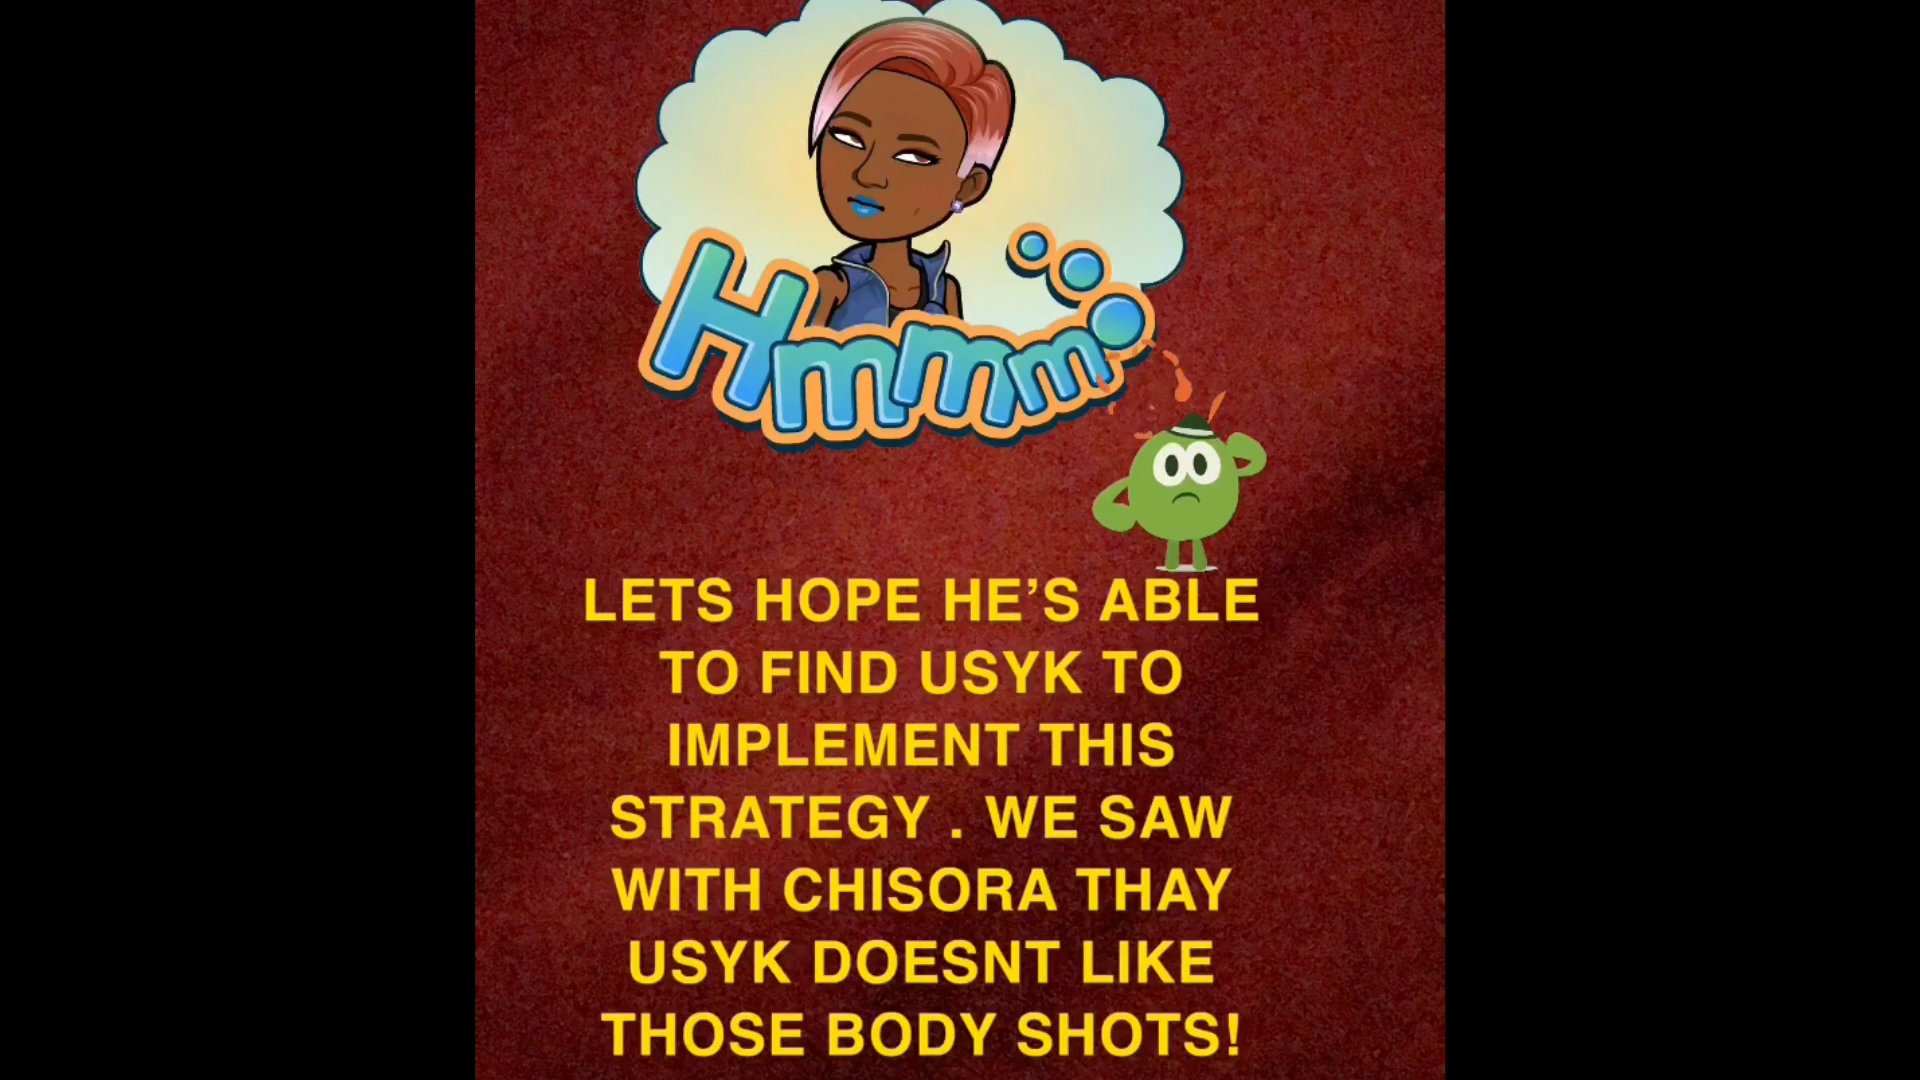 Hmmm
LETS HOPE HE’S ABLE
TO FIND USYK TO
IMPLEMENT THIS
STRATEGY . WE SAW
WITH CHISORA THAY
USYK DOESNT LIKE
THOSE BODY SHOTS!